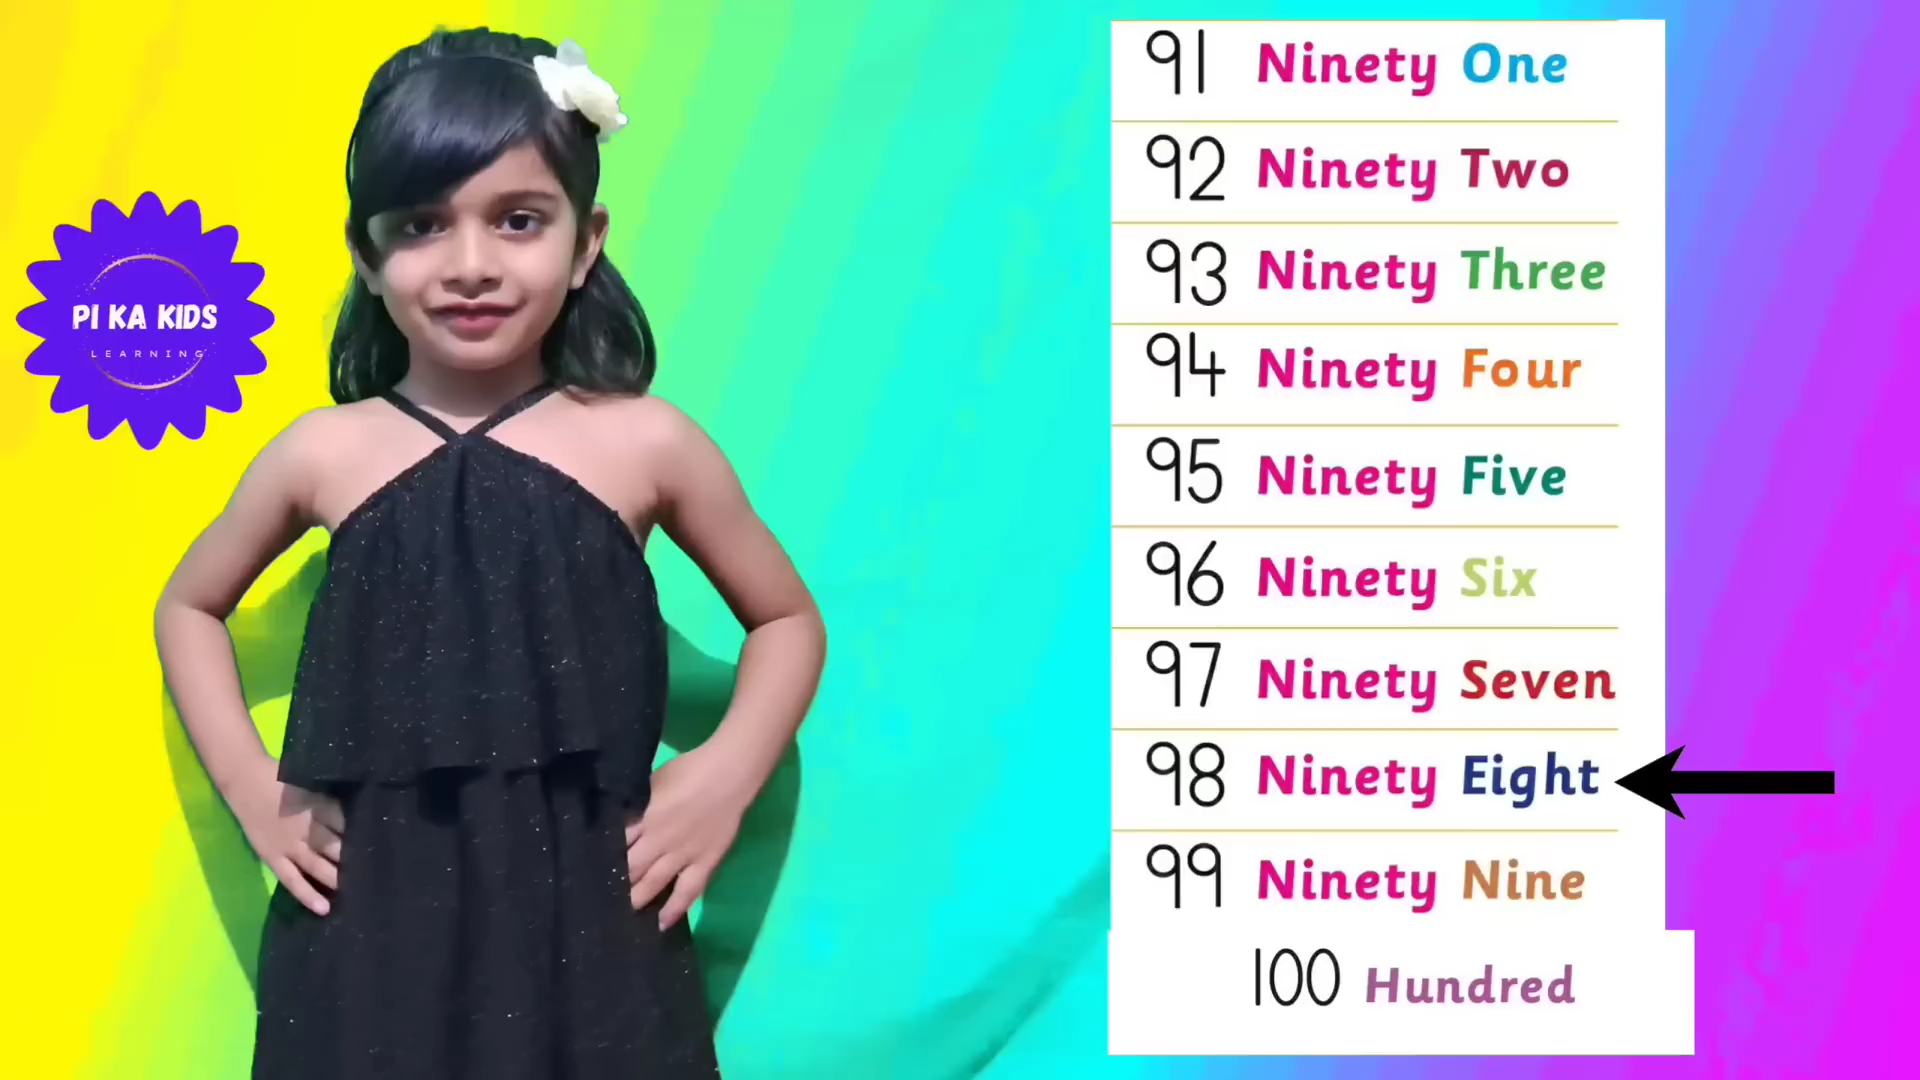 PI KA KIDS
LEARNING
91 Ninety One
92 Ninety Two
93 Ninety Three
94 Ninety Four
95 Ninety Five
96 Ninety Six
97 Ninety Seven
98 Ninety Eight
99 Ninety Nine
100 Hundred